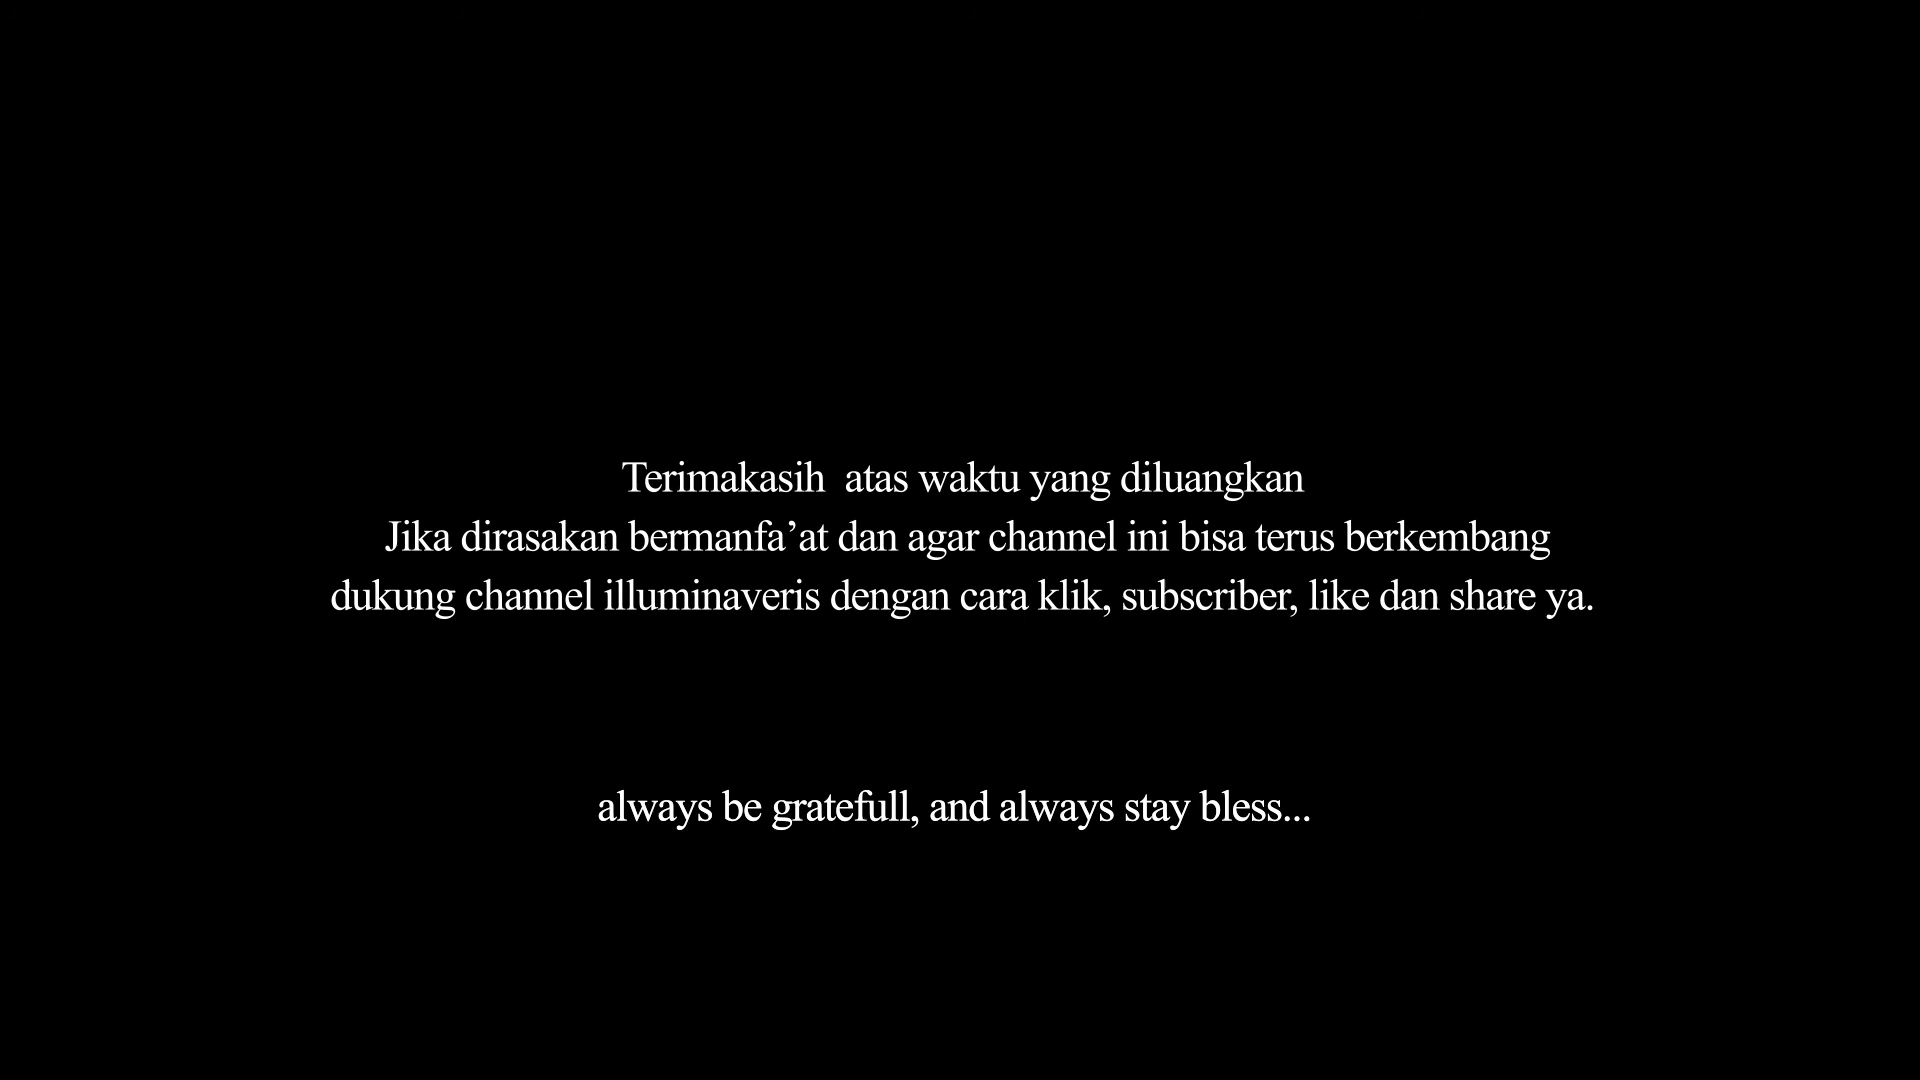 Terimakasih  atas waktu yang diluangkan
Jika dirasakan bermanfa’at dan agar channel ini bisa terus berkembang
dukung channel illuminaveris dengan cara klik, subscriber, like dan share ya.
always be gratefull, and always stay bless...